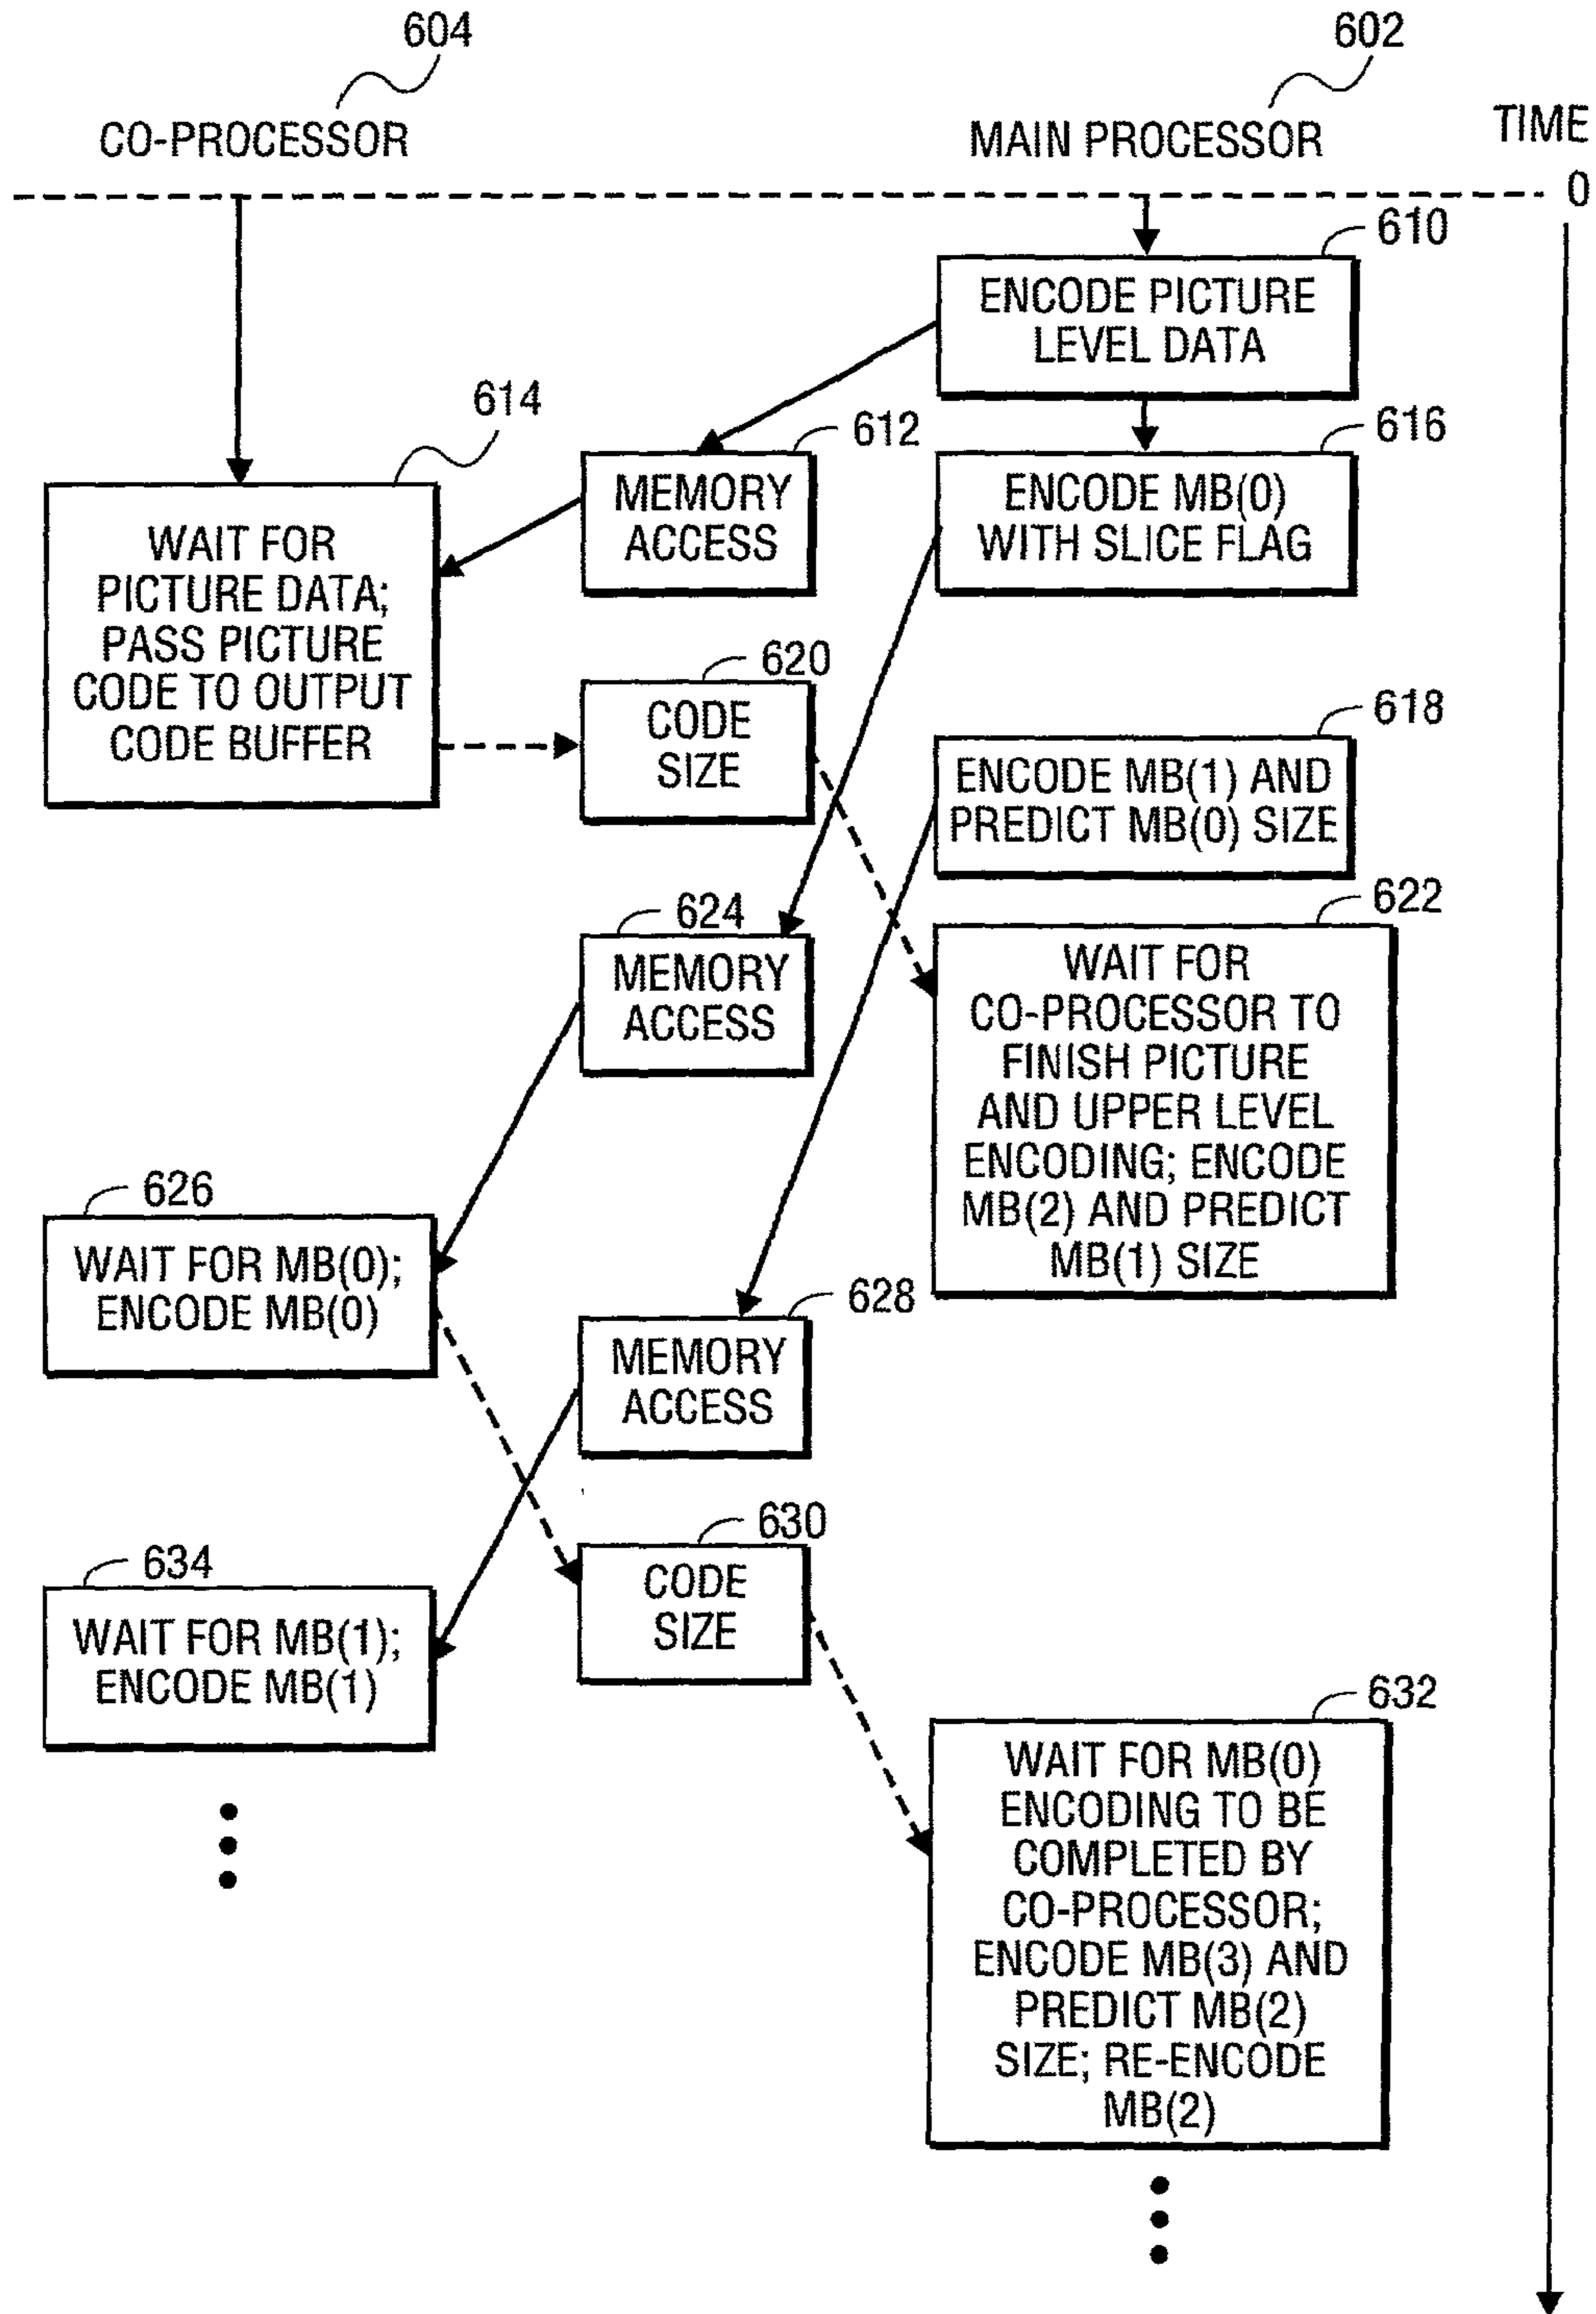 604
602
CO-PROCESSOR
MAIN PROCESSOR
TIME
0
610
ENCODE PICTURE
LEVEL DATA
614
612
616
MEMORY
ACCESS
ENCODE MB(0)
WITH SLICE FLAG
WAIT FOR
PICTURE DATA;
PASS PICTURE
CODE TO OUTPUT
CODE BUFFER
620
CODE
SIZE
618
ENCODE MB(1) AND
PREDICT MB(0) SIZE
624
MEMORY
ACCESS
622
WAIT FOR
CO-PROCESSOR TO
FINISH PICTURE
AND UPPER LEVEL
ENCODING; ENCODE
MB(2) AND PREDICT
MB(1) SIZE
626
WAIT FOR MB(0);
ENCODE MB(0)
628
MEMORY
ACCESS
630
CODE
SIZE
634
WAIT FOR MB(1);
ENCODE MB(1)
632
WAIT FOR MB(0)
ENCODING TO BE
COMPLETED BY
CO-PROCESSOR;
ENCODE MB(3) AND
PREDICT MB(2)
SIZE; RE-ENCODE
MB(2)